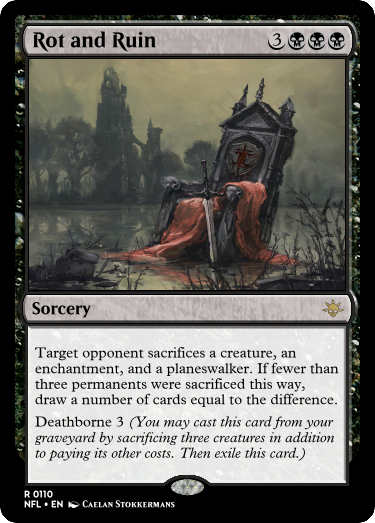 Rot and Ruin 3
Sorcery
Target opponent sacrifices a creature, an
enchantment, and a planeswalker. If fewer than
three permanents were sacrificed this way,
draw a number of cards equal to the difference.
Deathborne 3 (You may cast this card from your
graveyard by sacrificing three creatures in addition
to paying its other costs. Then exile this card.)
R 0110
NFL • EN Caelan Stokkermans